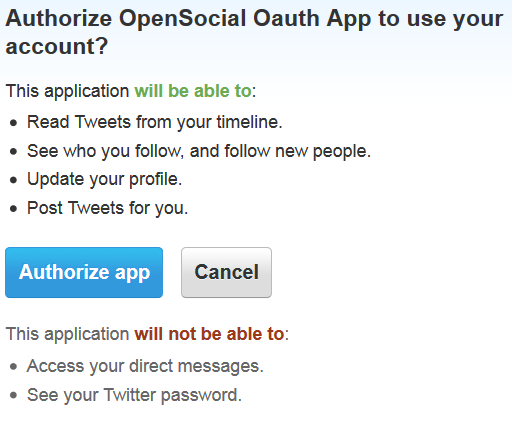 Authorize OpenSocial Oauth App to use your
account?
This application will be able to:
• Read Tweets from your timeline.
• See who you follow, and follow new people.
• Update your profile.
• Post Tweets for you.
Authorize app Cancel
This application will not be able to:
• Access your direct messages.
• See your Twitter password.